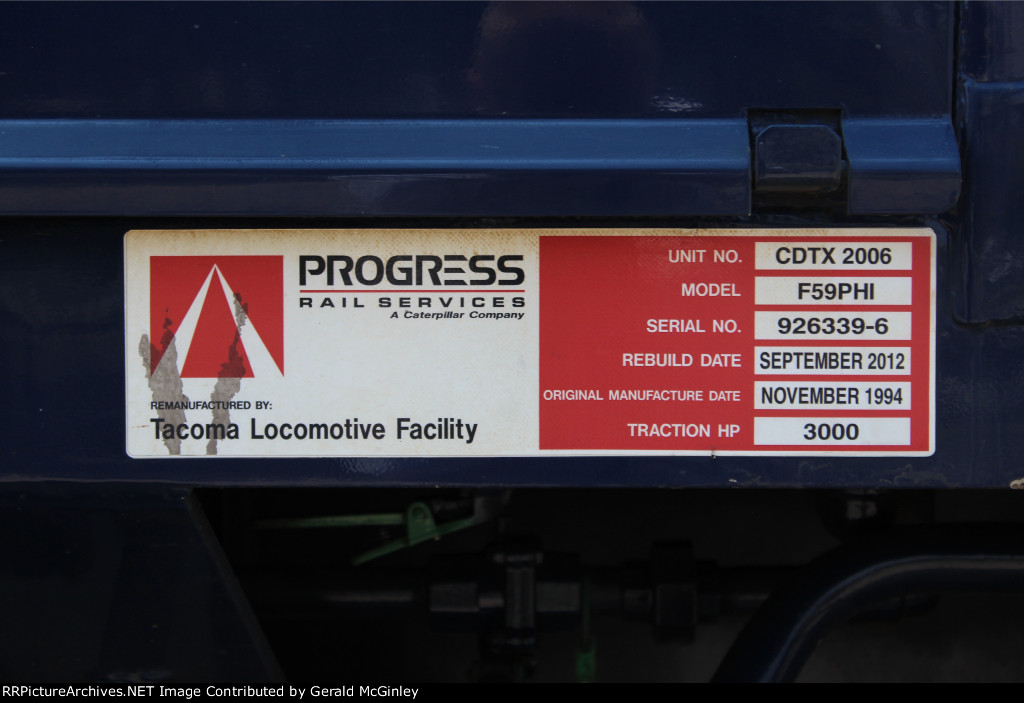 PROGRESS
RAIL SERVICES
A Caterpillar Company
REMANUFACTURED BY:
Tacoma Locomotive Facility
UNIT NO. CDTX 2006
MODEL F59PHI
SERIAL NO. 926339-6
REBUILD DATE SEPTEMBER 2012
ORIGINAL MANUFACTURE DATE NOVEMBER 1994
TRACTION HP 3000
RRPictureArchives.NET Image Contributed by Gerald McGinley